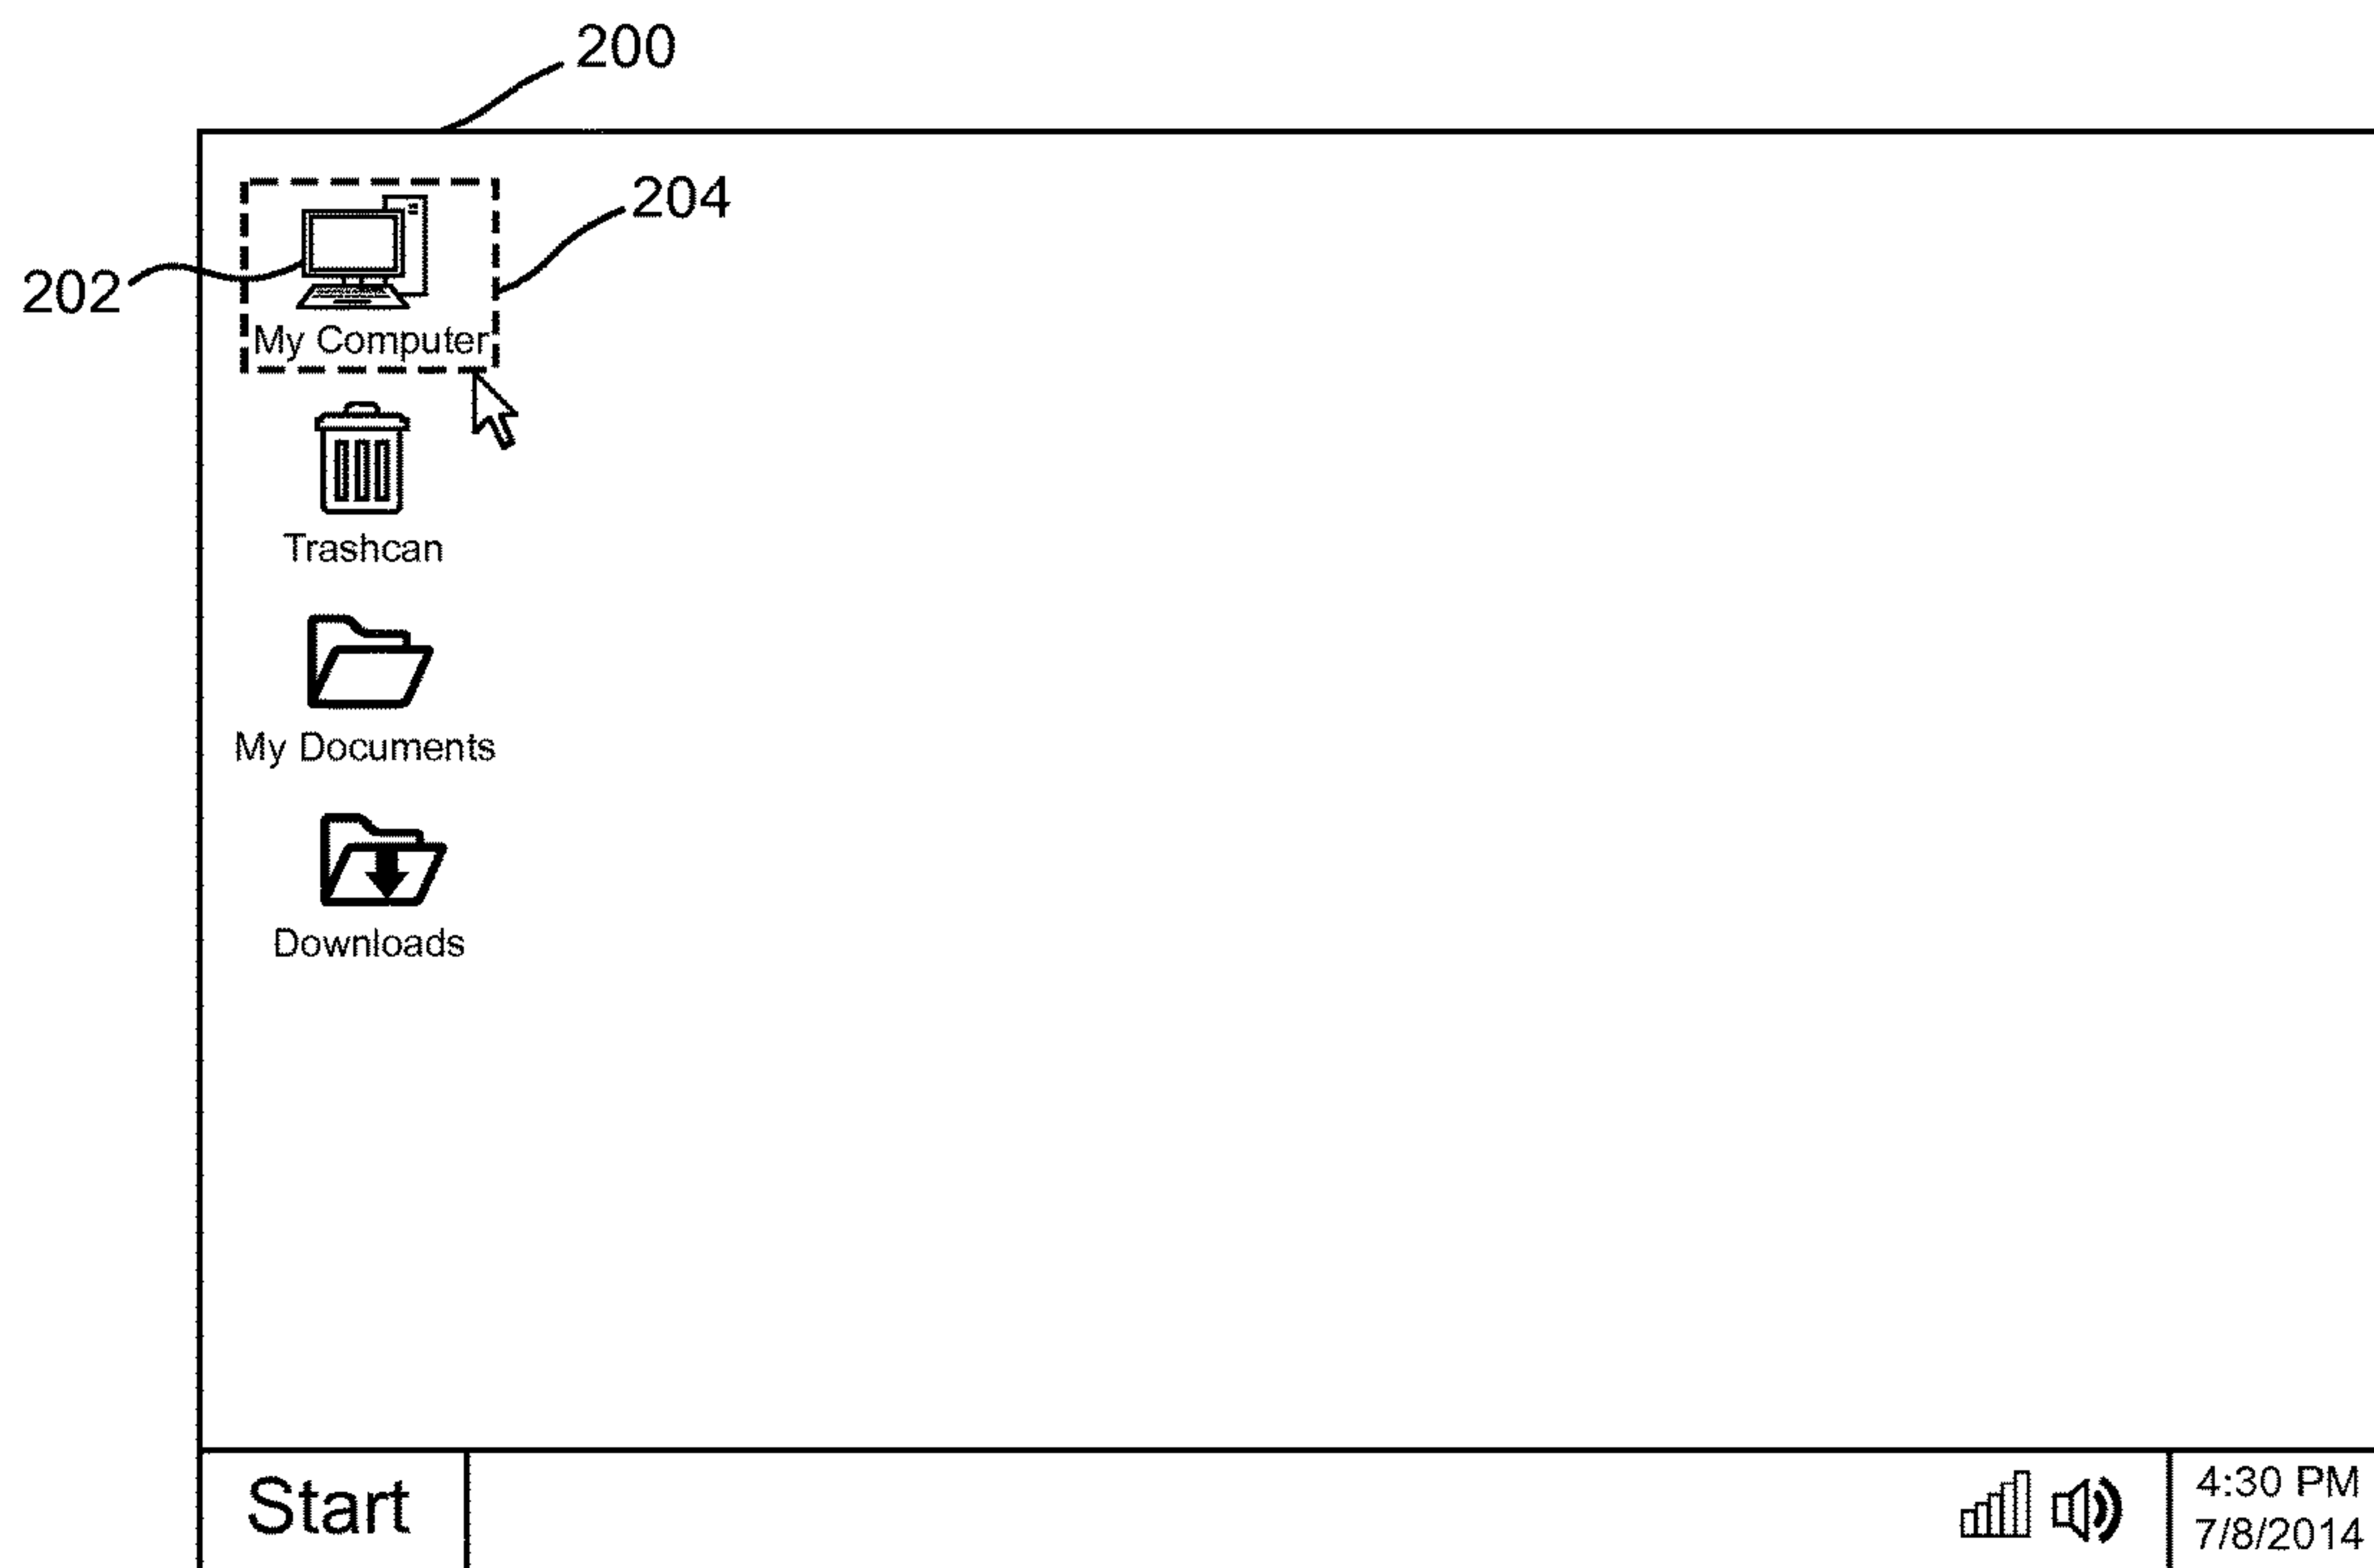 200
204
202
My Computer
Trashcan
My Documents
Downloads
Start
4:30 PM
7/8/2014